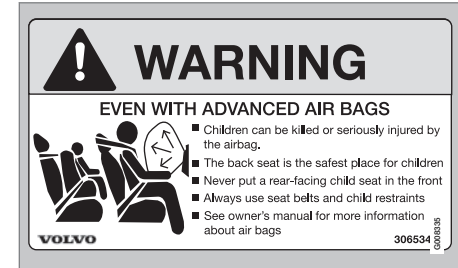 WARNING
EVEN WITH ADVANCED AIR BAGS
■ Children can be killed or seriously injured by
the airbag.
■ The back seat is the safest place for children
■ Never put a rear-facing child seat in the front
■ Always use seat belts and child restraints
■ See owner's manual for more information
about air bags
VOLVO
306534
G008335